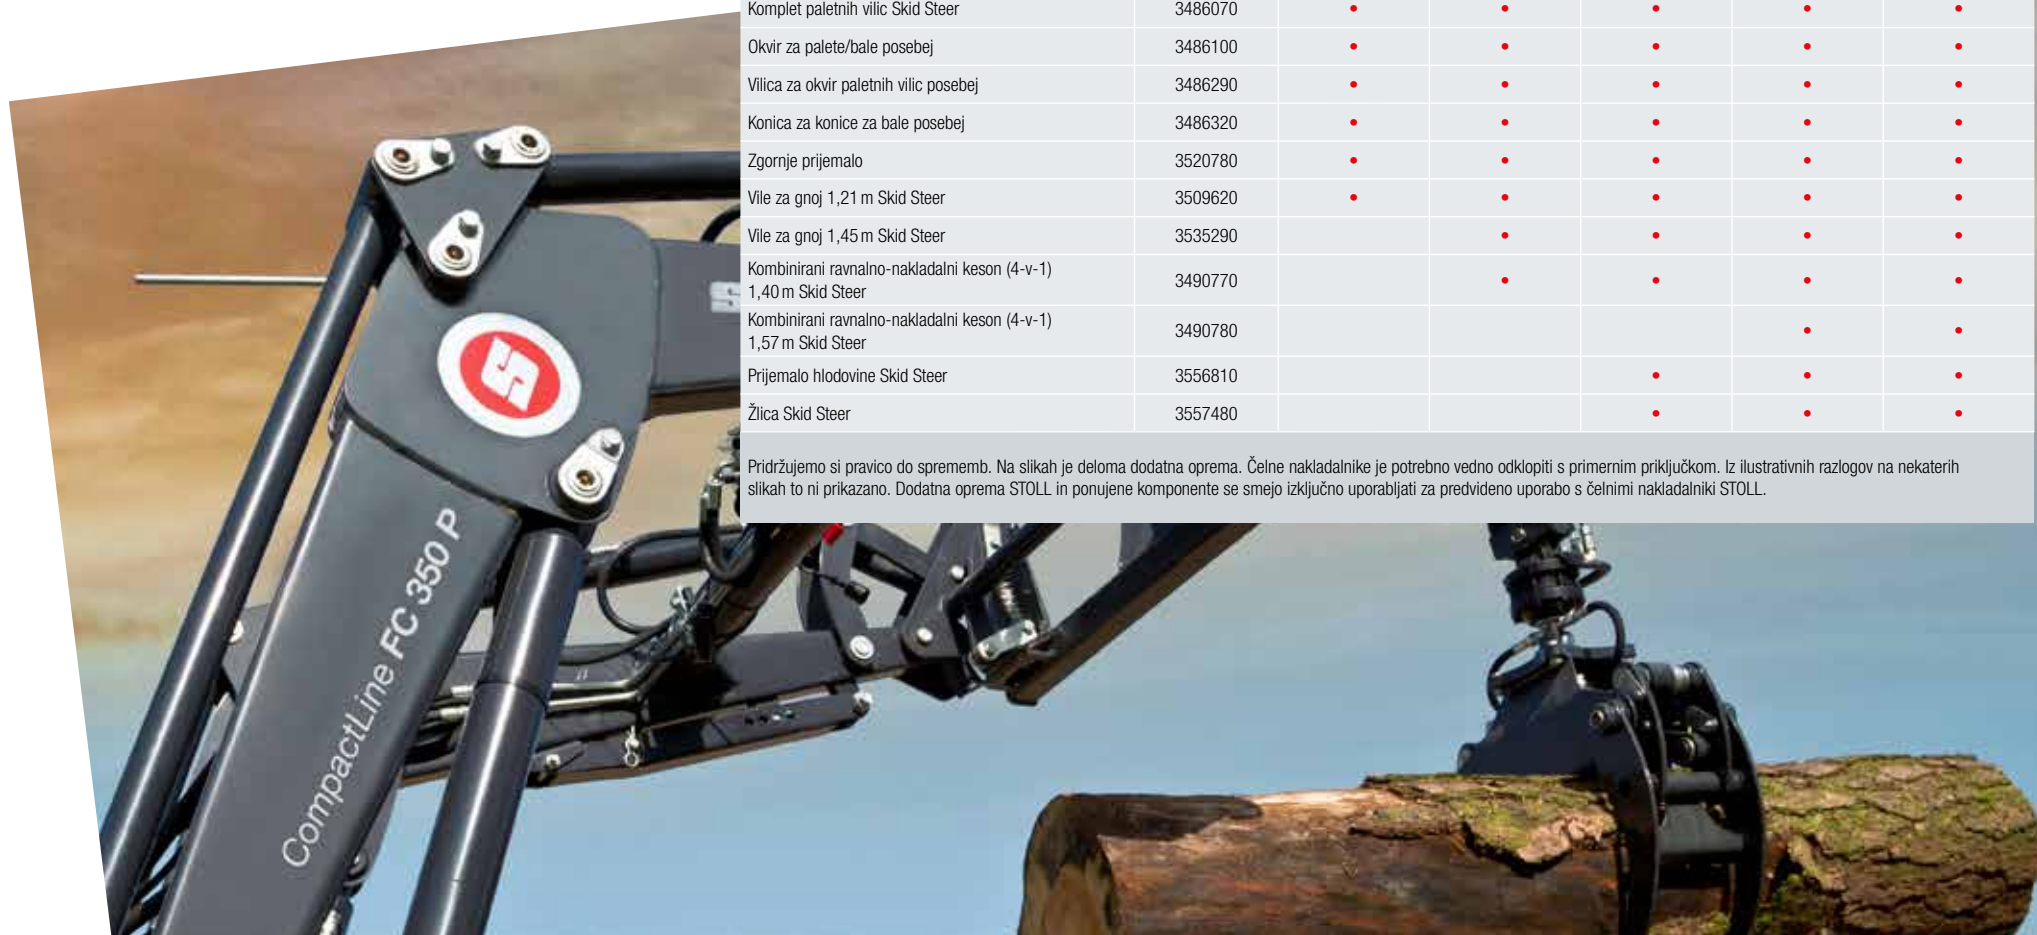 Komplet paletnih vilic Skid Steer 3486070 • • • • •
Okvir za palete/bale posebej 3486100 • • • • •
Vilica za okvir paletnih vilic posebej 3486290 • • • • •
Konica za konice za bale posebej 3486320 • • • • •
Zgornje prijemalo 3520780 • • • • •
Vile za gnoj 1,21 m Skid Steer 3509620 • • • • •
Vile za gnoj 1,45 m Skid Steer 3535290 • • • •
Kombinirani ravnalno-nakladalni keson (4-v-1)
1,40 m Skid Steer 3490770 • • • •
Kombinirani ravnalno-nakladalni keson (4-v-1)
1,57 m Skid Steer 3490780 • •
Prijemalo hlodovine Skid Steer 3556810 • • •
Žlica Skid Steer 3557480 • • •
Pridržujemo si pravico do sprememb. Na slikah je deloma dodatna oprema. Čelne nakladalnike je potrebno vedno odklopiti s primernim priključkom. Iz ilustrativnih razlogov na nekaterih
slikah to ni prikazano. Dodatna oprema STOLL in ponujene komponente se smejo izključno uporabljati za predvideno uporabo s čelnimi nakladalniki STOLL.
S
CompactLine FC 350 P